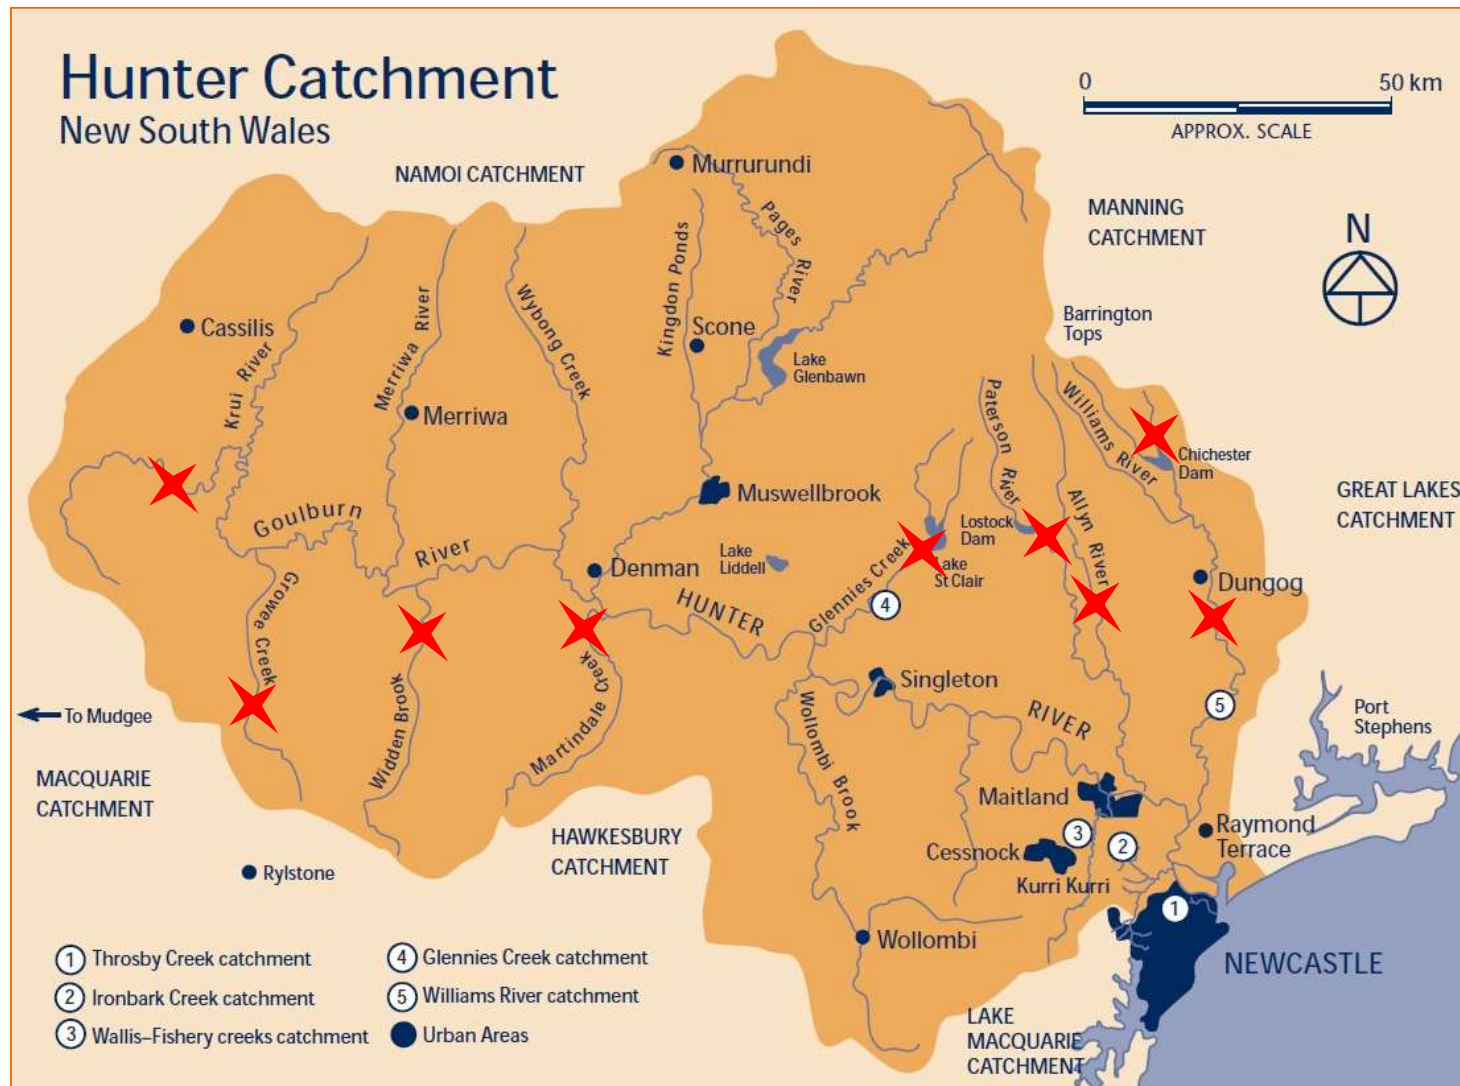 Hunter Catchment
New South Wales
0 50 km
APPROX. SCALE
NAMOI CATCHMENT
Murrurundi
MANNING
CATCHMENT
N
Pages River
Kingdon Ponds
Wybong Creek
Merriwa River
Krui River
Cassilis
Scone
Barrington
Tops
Lake
Glenbawn
Merriwa
Paterson River
Williams River
Allyn River
Chichester
Dam
Muswellbrook
GREAT LAKES
CATCHMENT
Goulburn River
Lostock
Dam
Lake
Liddell
Lake
St Clair
Denman
Dungog
Glennies Creek
4
HUNTER RIVER
Growee Creek
Widden Brook
Martindale Creek
Singleton
Wollombi Brook
5
Port
Stephens
To Mudgee
MACQUARIE
CATCHMENT
Maitland
HAWKESBURY
CATCHMENT
3
2
Raymond
Terrace
Cessnock
Kurri Kurri
Rylstone
1
Wollombi
NEWCASTLE
1 Throsby Creek catchment
2 Ironbark Creek catchment
3 Wallis–Fishery creeks catchment
4 Glennies Creek catchment
5 Williams River catchment
Urban Areas
LAKE
MACQUARIE
CATCHMENT